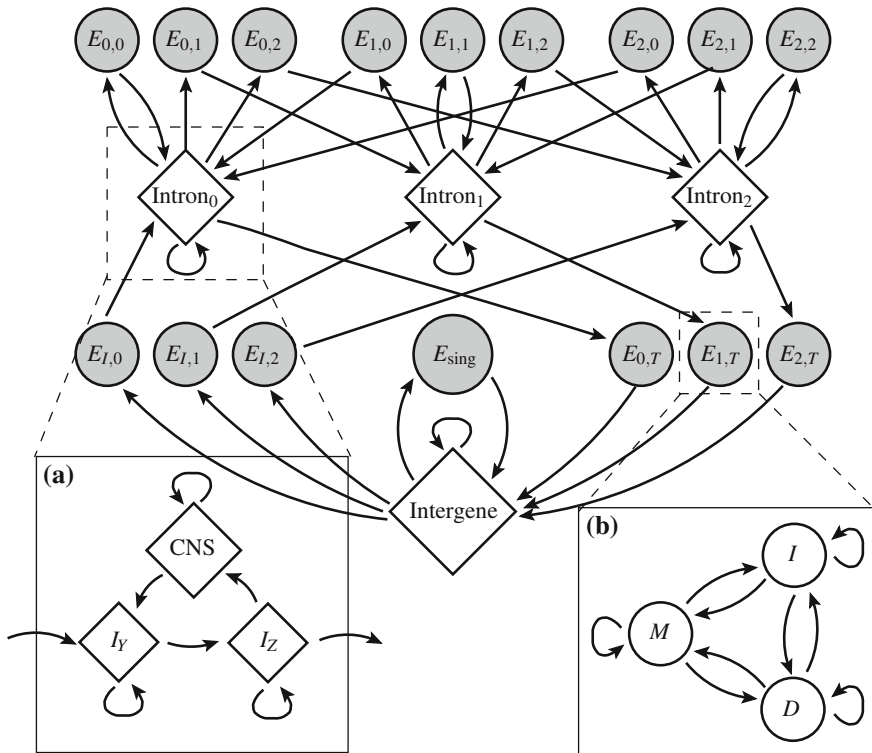 E0,0 E0,1 E0,2 E1,0 E1,1 E1,2 E2,0 E2,1 E2,2
Intron0 Intron1 Intron2
EI,0 EI,1 EI,2 Esing E0,T E1,T E2,T
Intergene
(a)
CNS
IY IZ
(b)
I
M
D